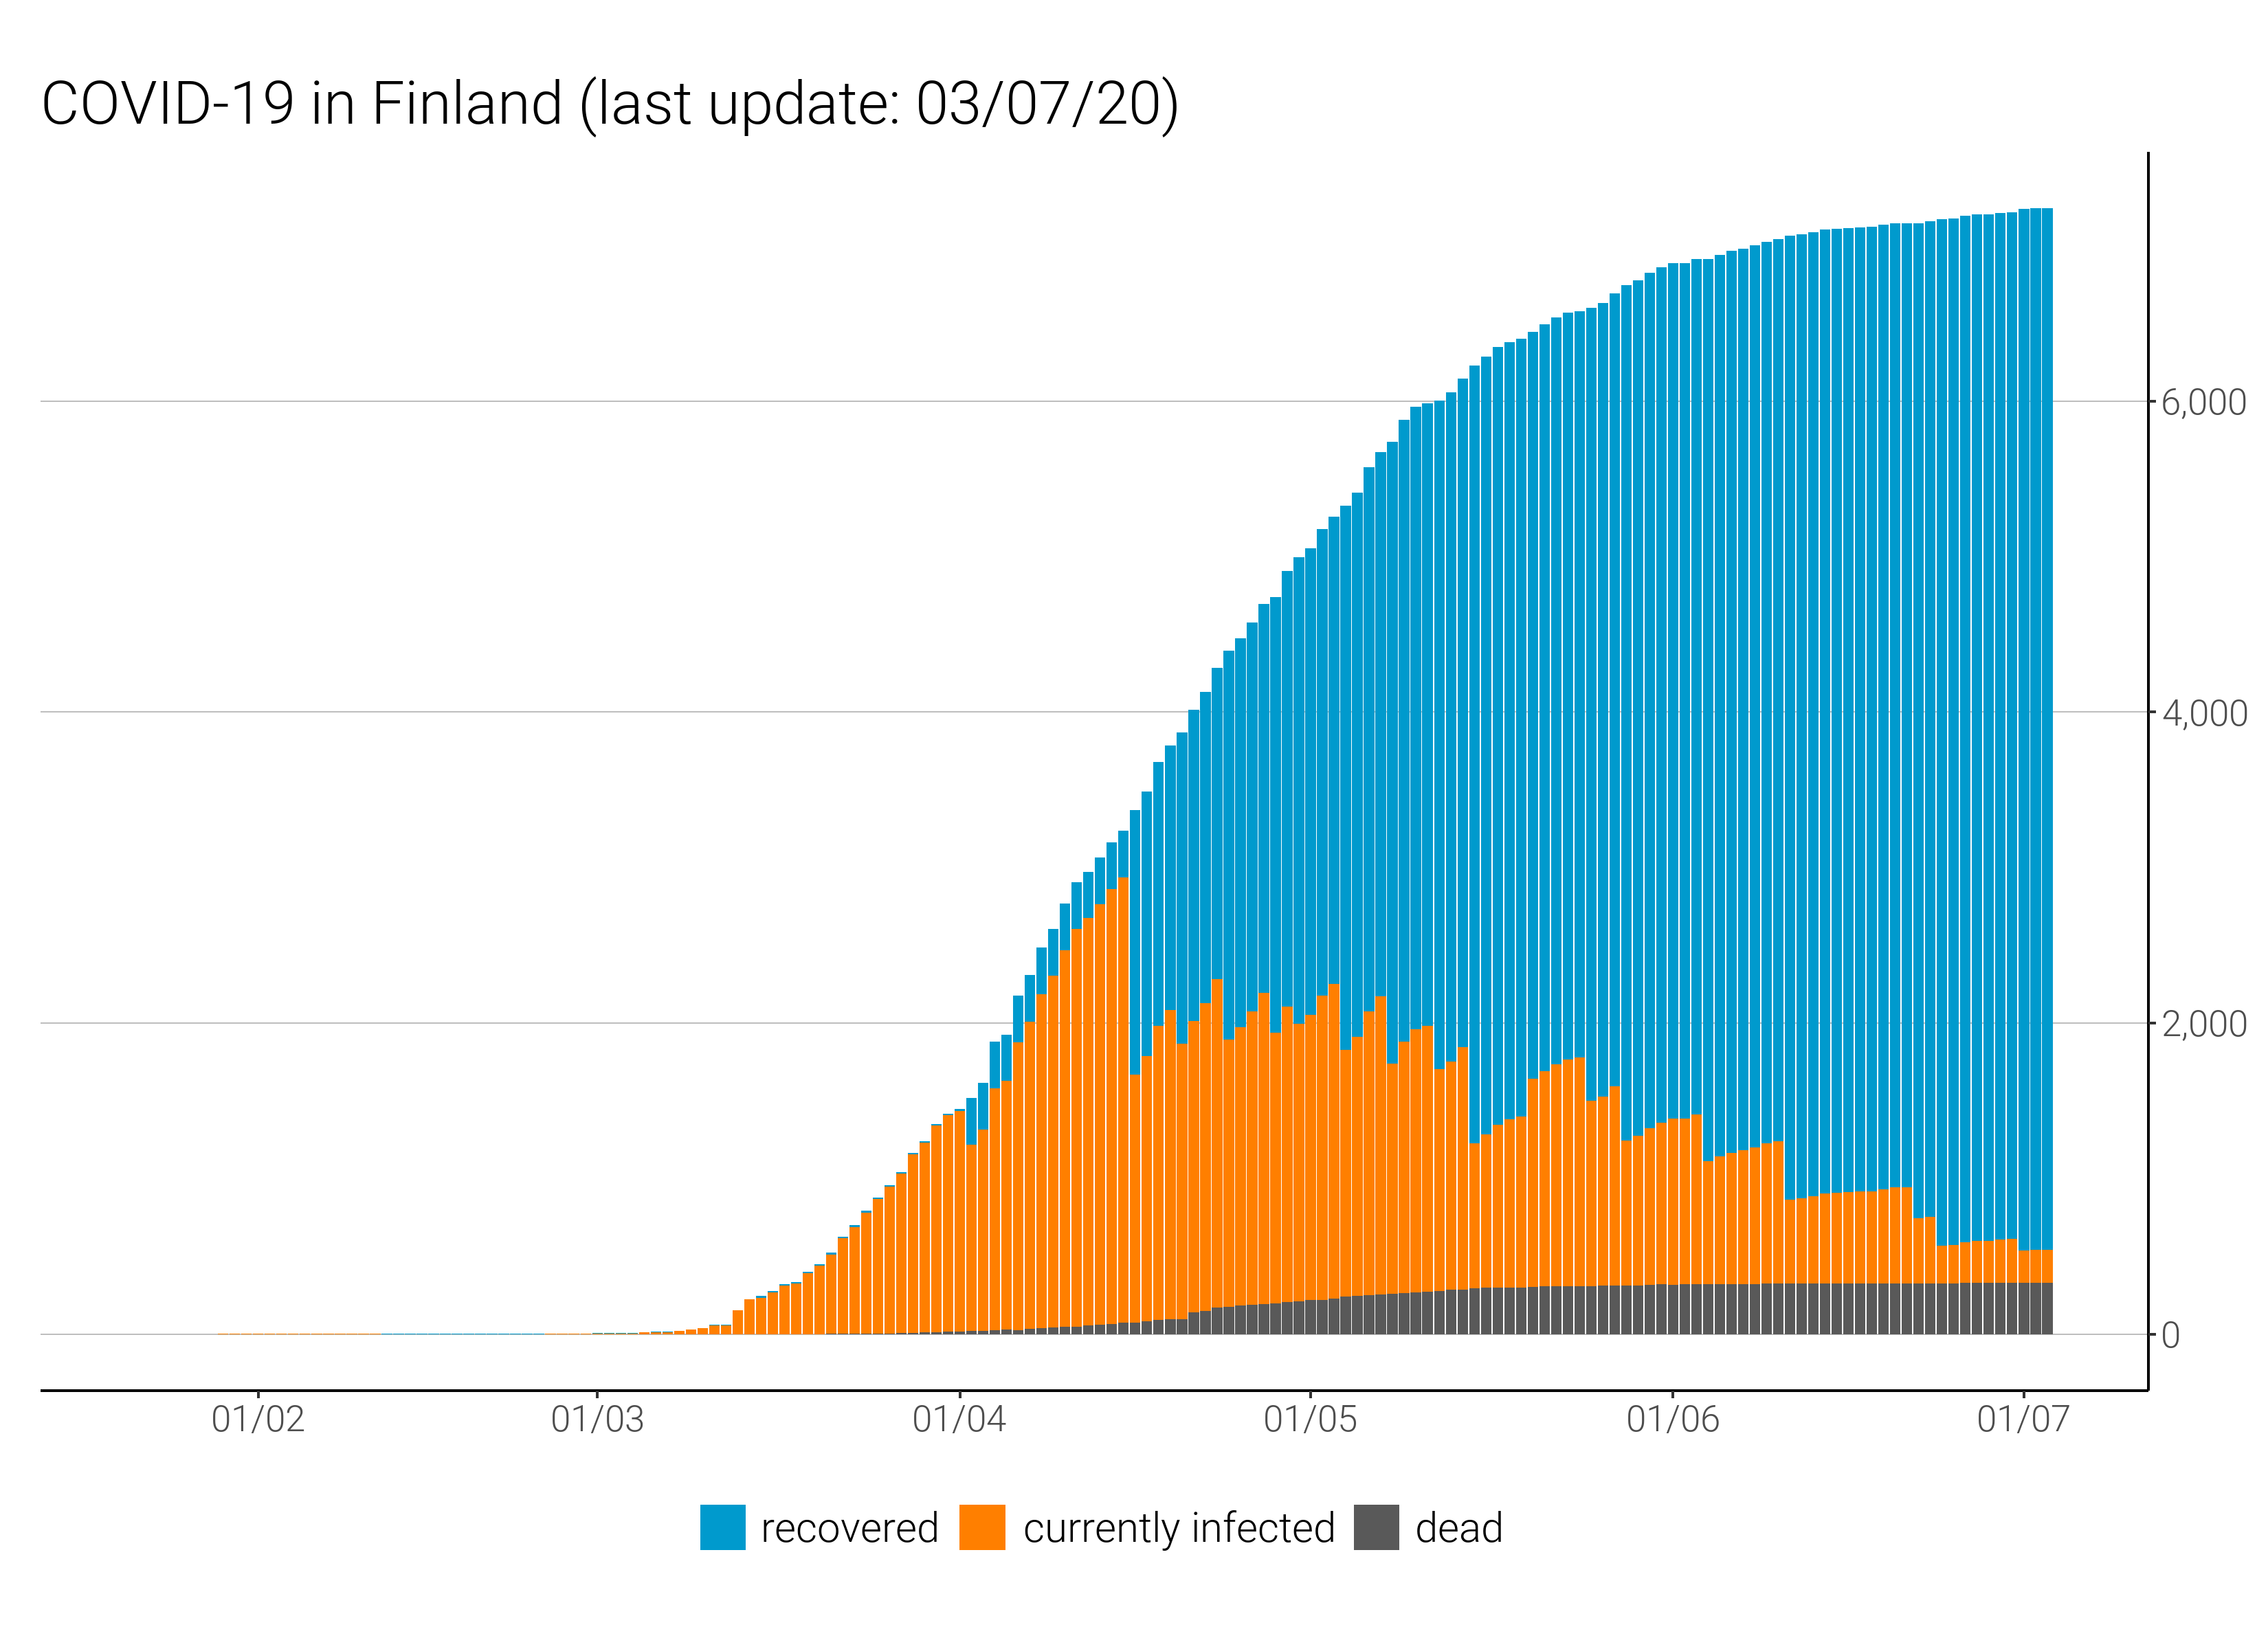 COVID-19 in Finland (last update: 03/07/20)
6,000
4,000
2,000
0
01/02 01/03 01/04 01/05 01/06 01/07
recovered currently infected dead